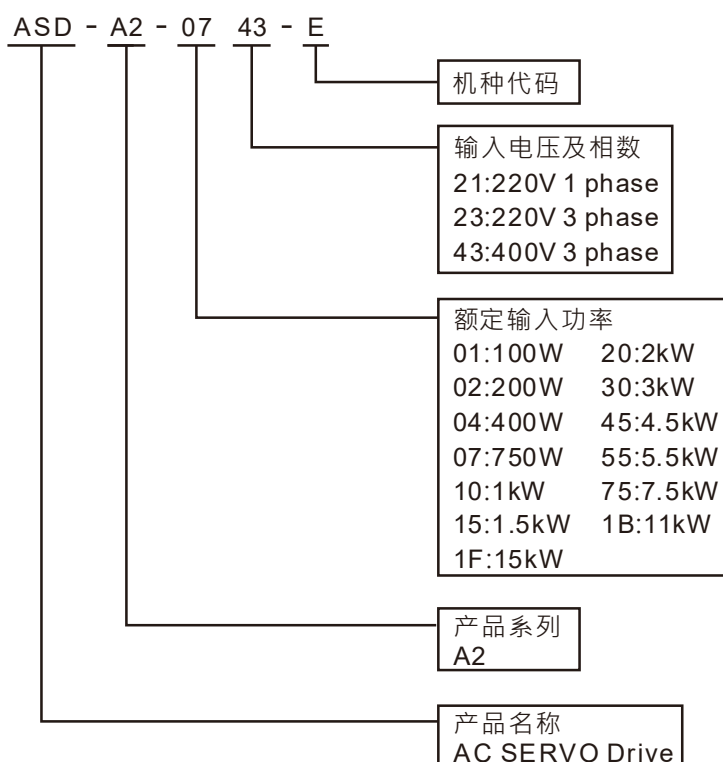 ASD - A2 - 07 43 - E
机种代码
输入电压及相数
21:220V 1 phase
23:220V 3 phase
43:400V 3 phase
额定输入功率
01:100W 20:2kW
02:200W 30:3kW
04:400W 45:4.5kW
07:750W 55:5.5kW
10:1kW 75:7.5kW
15:1.5kW 1B:11kW
1F:15kW
产品系列
A2
产品名称
AC SERVO Drive